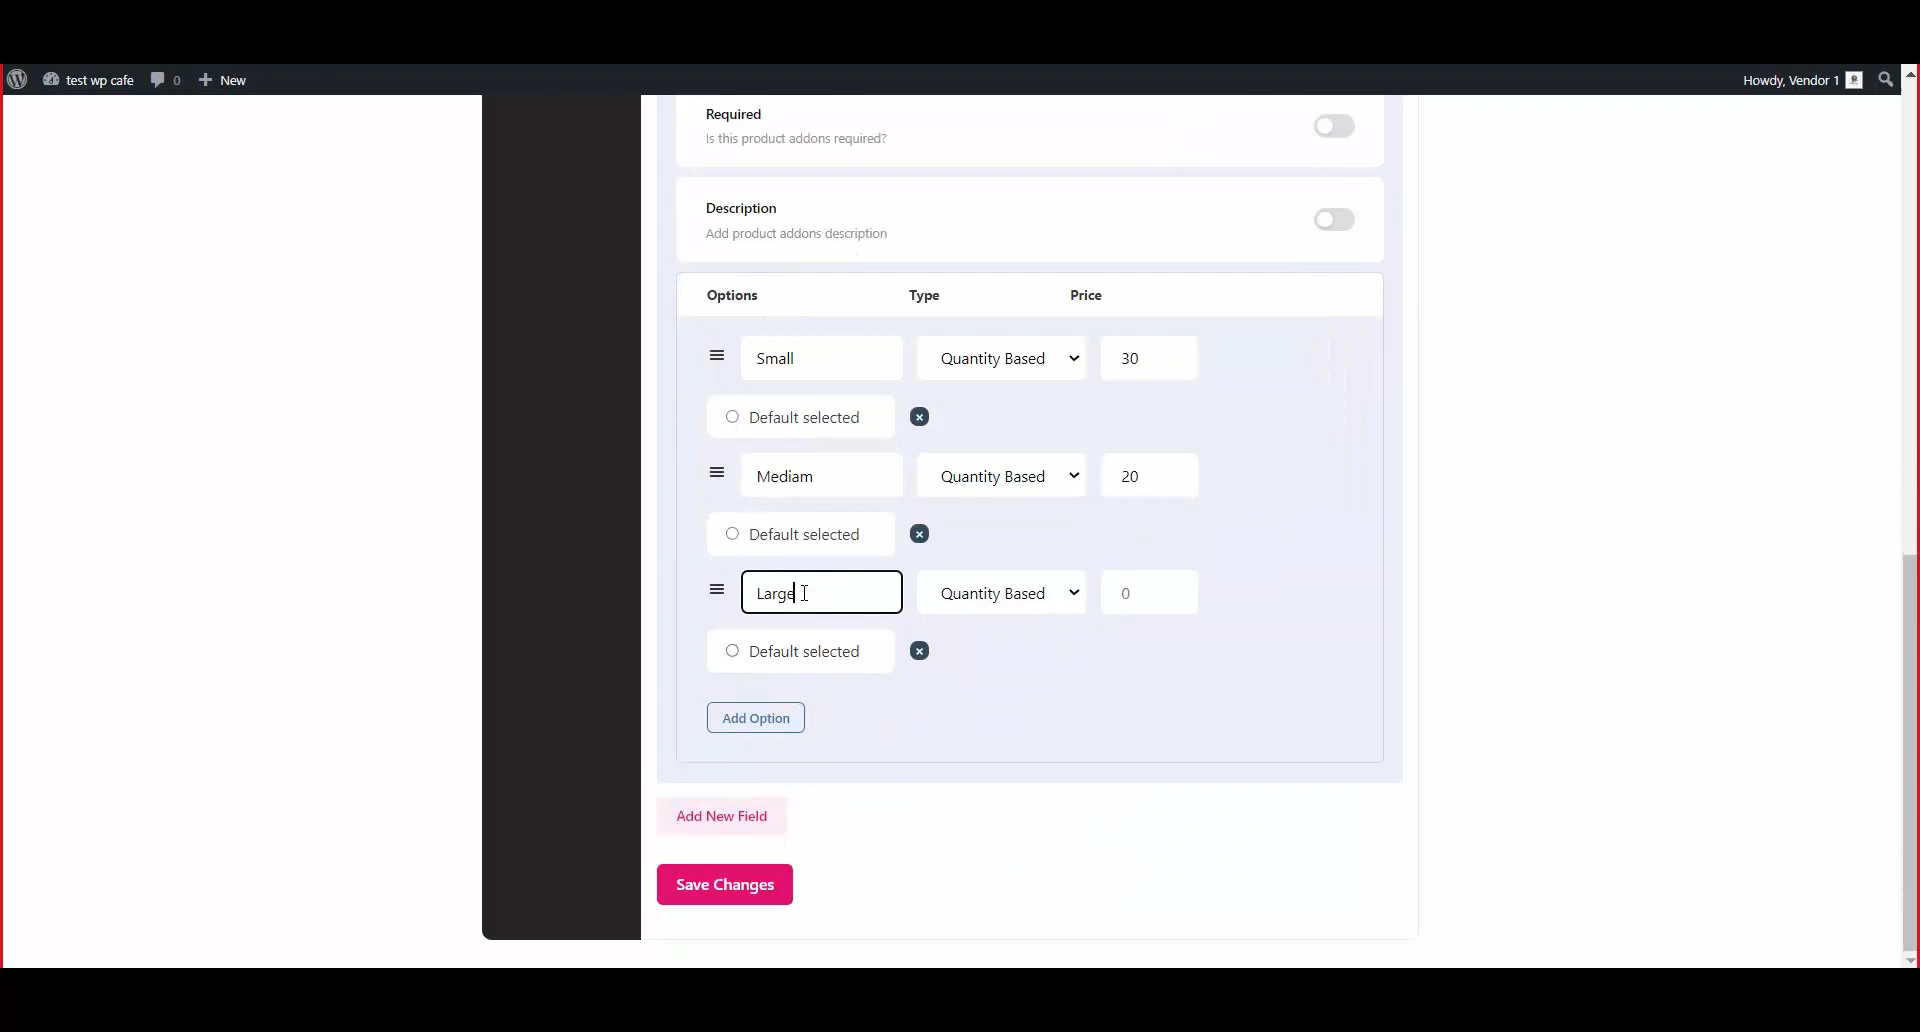 test wp cafe 0 New Howdy, Vendor 1
Required
Is this product addons required?
Description
Add product addons description
Options Type Price
Small Quantity Based 30
Default selected
Mediam Quantity Based 20
Default selected
Large Quantity Based 0
Default selected
Add Option
Add New Field
Save Changes